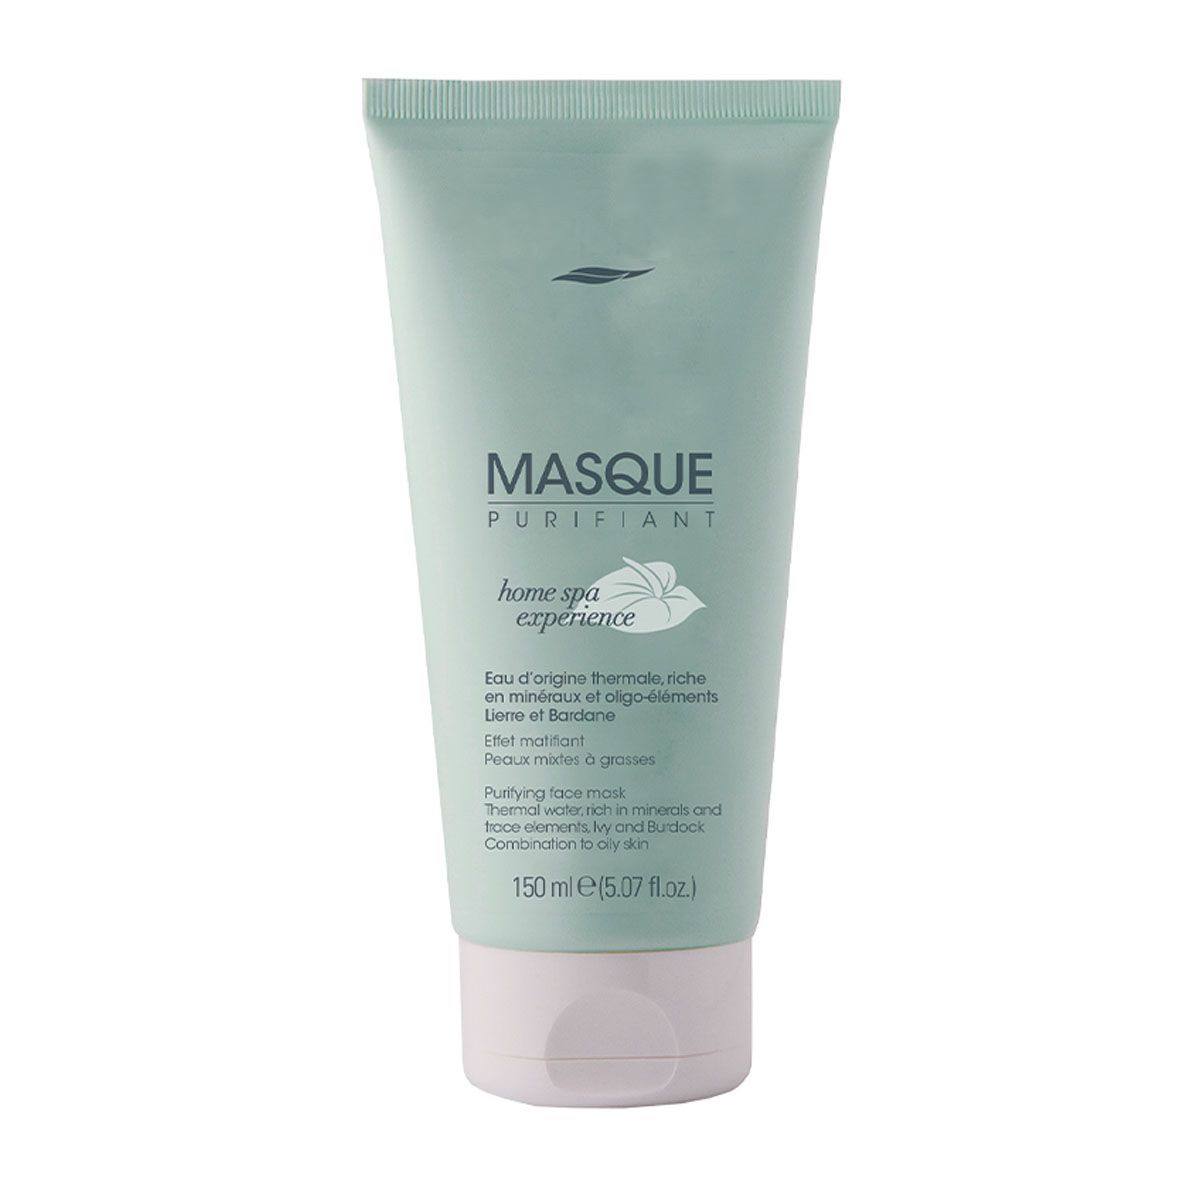 MASQUE
PURIFIANT
home spa
experience
Eau d'origine thermale, riche
en minéraux et oligo-éléments
Lierre et Bardane
Effet matifiant
Peaux mixtes à grasses
Purifying face mask
Thermal water, rich in minerals and
trace elements, Ivy and Burdock
Combination to oily skin
150 ml ℮ (5.07 fl.oz.)